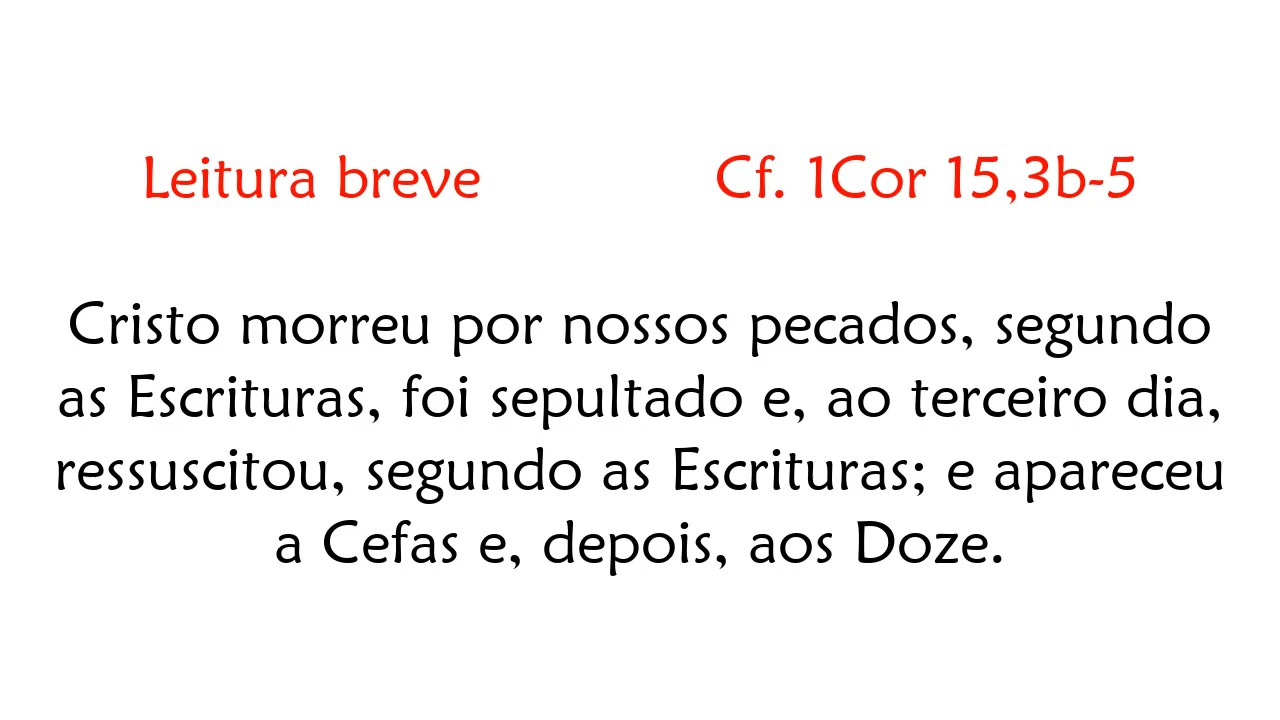 Leitura breve Cf. 1Cor 15,3b-5
Cristo morreu por nossos pecados, segundo
as Escrituras, foi sepultado e, ao terceiro dia,
ressuscitou, segundo as Escrituras; e apareceu
a Cefas e, depois, aos Doze.